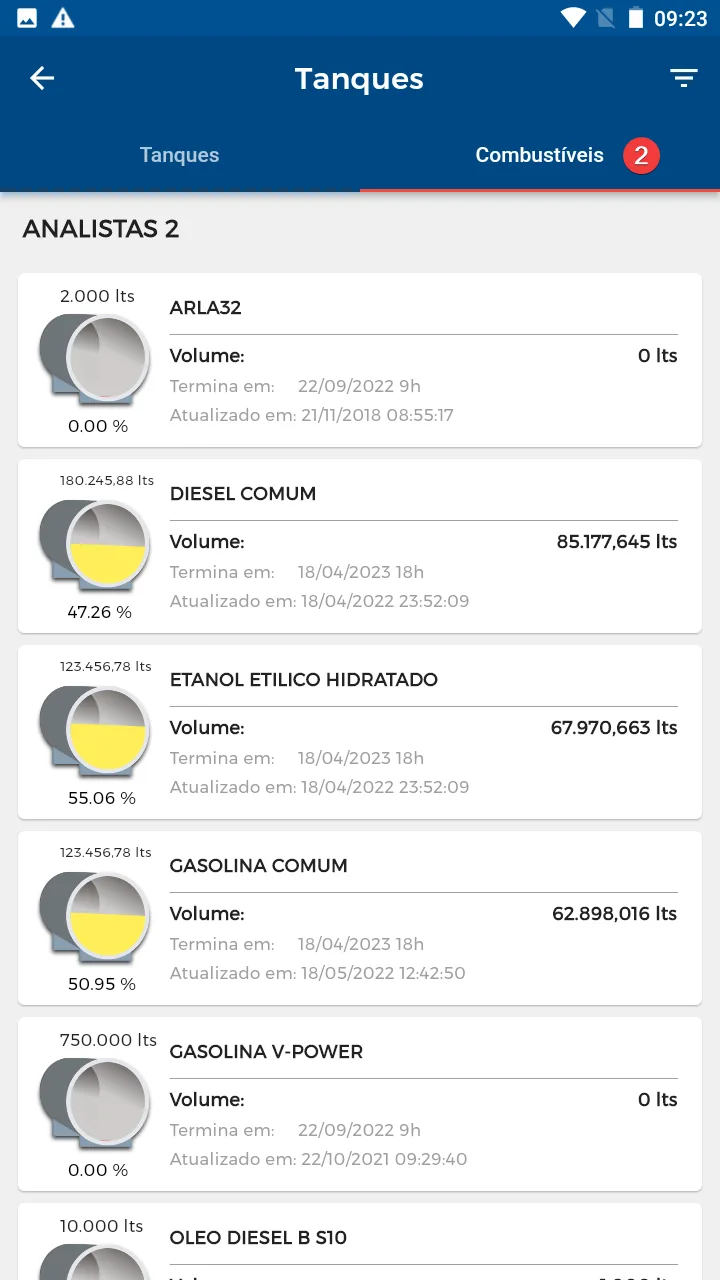 09:23
Tanques
Tanques
Combustíveis 2
ANALISTAS 2
2.000 lts
ARLA32
Volume: 0 lts
Termina em: 22/09/2022 9h
Atualizado em: 21/11/2018 08:55:17
0.00 %
180.245,88 lts
DIESEL COMUM
Volume: 85.177,645 lts
Termina em: 18/04/2023 18h
Atualizado em: 18/04/2022 23:52:09
47.26 %
123.456,78 lts
ETANOL ETILICO HIDRATADO
Volume: 67.970,663 lts
Termina em: 18/04/2023 18h
Atualizado em: 18/04/2022 23:52:09
55.06 %
123.456,78 lts
GASOLINA COMUM
Volume: 62.898,016 lts
Termina em: 18/04/2023 18h
Atualizado em: 18/05/2022 12:42:50
50.95 %
750.000 lts
GASOLINA V-POWER
Volume: 0 lts
Termina em: 22/09/2022 9h
Atualizado em: 22/10/2021 09:29:40
0.00 %
10.000 lts
OLEO DIESEL B S10